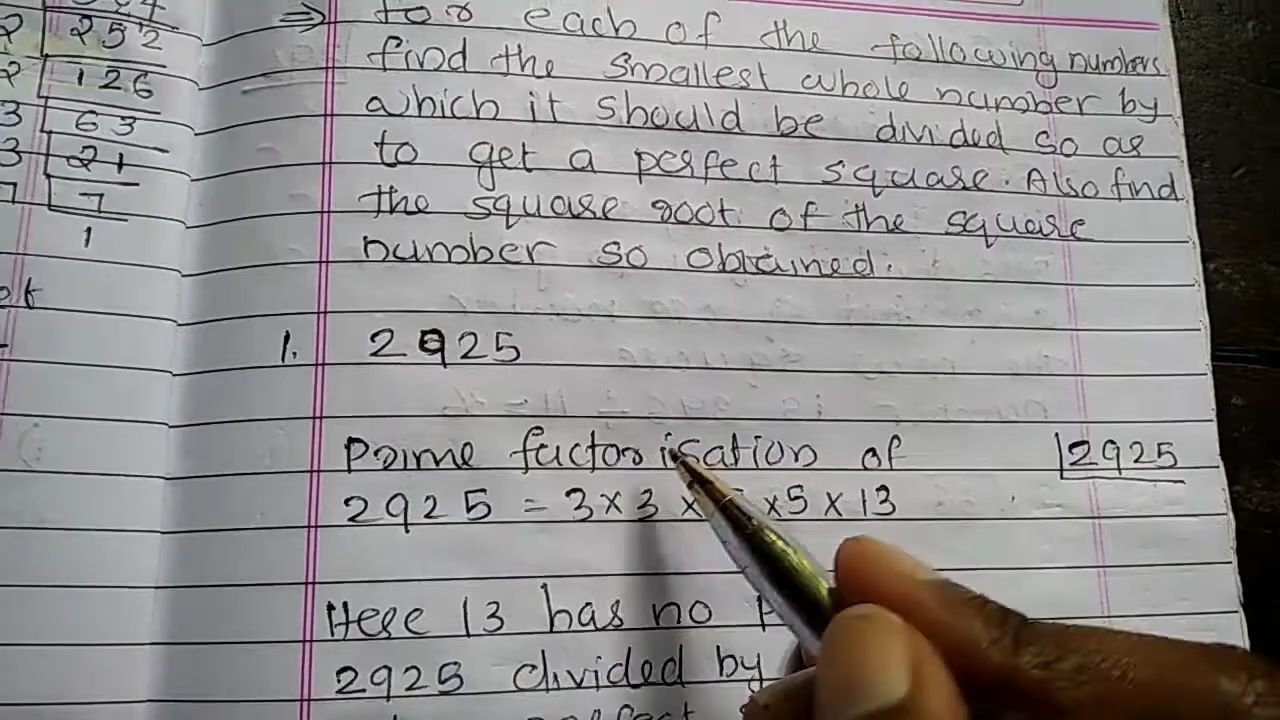 2 252
2 126
3 63
3 21
7 7
1
⇒ for each of the following numbers
find the smallest whole number by
which it should be divided so as
to get a perfect square. Also find
the square root of the square
number so obtained.
1. 2925
Prime factorisation of
2925
2925 = 3×3× ×5×13
Here 13 has no
2925 divided by